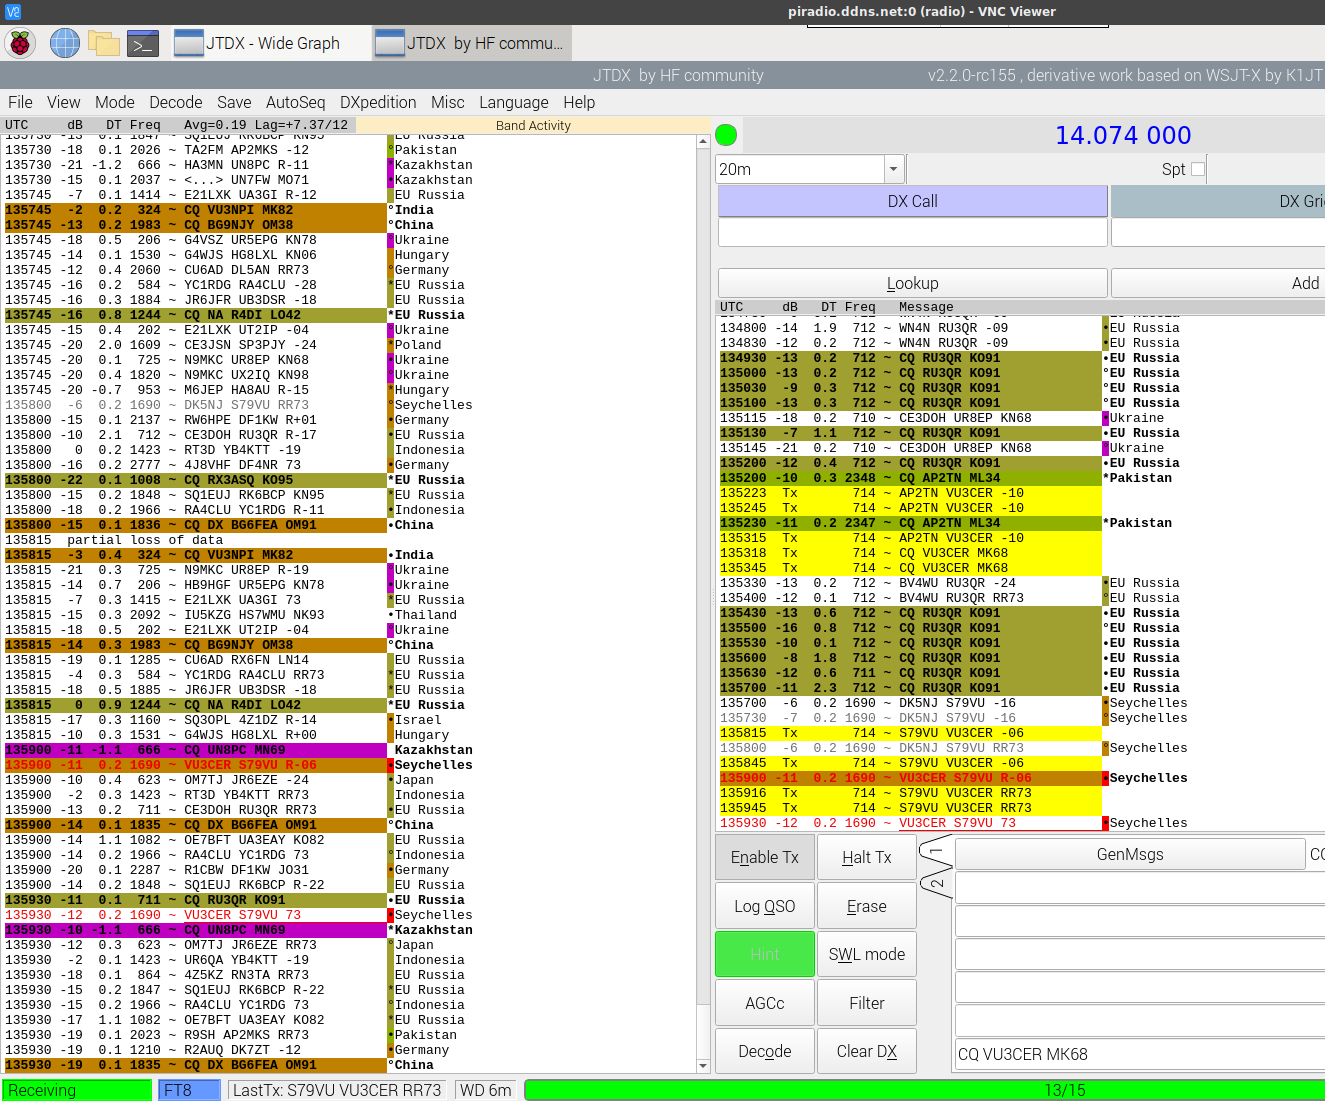 piradio.ddns.net:0 (radio) - VNC Viewer
JTDX - Wide Graph
JTDX by HF commu...
JTDX by HF community v2.2.0-rc155 , derivative work based on WSJT-X by K1JT
File View Mode Decode Save AutoSeq DXpedition Misc Language Help
UTC dB DT Freq Avg=0.19 Lag=+7.37/12 Band Activity
135730 -13 0.1 1847 ~ SQ1EUJ RK6BCP KN95 EU Russia
135730 -18 0.1 2026 ~ TA2FM AP2MKS -12 °Pakistan
135730 -21 -1.2 666 ~ HA3MN UN8PC R-11 Kazakhstan
135730 -15 0.1 2037 ~ <...> UN7FW MO71 •Kazakhstan
135730 -7 0.1 1414 ~ E21LXK UA3GI R-12 EU Russia
135745 -2 0.2 324 ~ CQ VU3NPI MK82 °India
135745 -13 0.2 1983 ~ CQ BG9NJY OM38 °China
135745 -18 0.5 206 ~ G4VSZ UR5EPG KN78 °Ukraine
135745 -14 0.1 1530 ~ G4WJS HG8LXL KN06 Hungary
135745 -12 0.4 2060 ~ CU6AD DL5AN RR73 °Germany
135745 -16 0.2 584 ~ YC1RDG RA4CLU -28 *EU Russia
135745 -16 0.3 1884 ~ JR6JFR UB3DSR -18 EU Russia
135745 -16 0.8 1244 ~ CQ NA R4DI LO42 *EU Russia
135745 -15 0.4 202 ~ E21LXK UT2IP -04 Ukraine
135745 -20 2.0 1609 ~ CE3JSN SP3PJY -24 *Poland
135745 -20 0.1 725 ~ N9MKC UR8EP KN68 •Ukraine
135745 -20 0.4 1820 ~ N9MKC UX2IQ KN98 °Ukraine
135745 -20 -0.7 953 ~ M6JEP HA8AU R-15 *Hungary
135800 -6 0.2 1690 ~ DK5NJ S79VU RR73 °Seychelles
135800 -15 0.1 2137 ~ RW6HPE DF1KW R+01 •Germany
135800 -10 2.1 712 ~ CE3DOH RU3QR R-17 •EU Russia
135800 0 0.2 1423 ~ RT3D YB4KTT -19 Indonesia
135800 -16 0.2 2777 ~ 4J8VHF DF4NR 73 •Germany
135800 -22 0.1 1008 ~ CQ RX3ASQ KO95 *EU Russia
135800 -15 0.2 1848 ~ SQ1EUJ RK6BCP KN95 *EU Russia
135800 -18 0.2 1966 ~ RA4CLU YC1RDG R-11 •Indonesia
135800 -15 0.1 1836 ~ CQ DX BG6FEA OM91 •China
135815 partial loss of data
135815 -3 0.4 324 ~ CQ VU3NPI MK82 •India
135815 -21 0.3 725 ~ N9MKC UR8EP R-19 °Ukraine
135815 -14 0.7 206 ~ HB9HGF UR5EPG KN78 •Ukraine
135815 -7 0.3 1415 ~ E21LXK UA3GI 73 *EU Russia
135815 -15 0.3 2092 ~ IU5KZG HS7WMU NK93 •Thailand
135815 -18 0.5 202 ~ E21LXK UT2IP -04 °Ukraine
135815 -14 0.3 1983 ~ CQ BG9NJY OM38 °China
135815 -19 0.1 1285 ~ CU6AD RX6FN LN14 EU Russia
135815 -4 0.3 584 ~ YC1RDG RA4CLU RR73 *EU Russia
135815 -18 0.5 1885 ~ JR6JFR UB3DSR -18 *EU Russia
135815 0 0.9 1244 ~ CQ NA R4DI LO42 *EU Russia
135815 -17 0.3 1160 ~ SQ3OPL 4Z1DZ R-14 •Israel
135815 -10 0.3 1531 ~ G4WJS HG8LXL R+00 Hungary
135900 -11 -1.1 666 ~ CQ UN8PC MN69 Kazakhstan
135900 -11 0.2 1690 ~ VU3CER S79VU R-06 •Seychelles
135900 -10 0.4 623 ~ OM7TJ JR6EZE -24 •Japan
135900 -2 0.3 1423 ~ RT3D YB4KTT RR73 Indonesia
135900 -13 0.2 711 ~ CE3DOH RU3QR RR73 •EU Russia
135900 -14 0.1 1835 ~ CQ DX BG6FEA OM91 °China
135900 -14 1.1 1082 ~ OE7BFT UA3EAY KO82 EU Russia
135900 -14 0.2 1966 ~ RA4CLU YC1RDG 73 °Indonesia
135900 -20 0.1 2287 ~ R1CBW DF1KW JO31 •Germany
135900 -14 0.2 1848 ~ SQ1EUJ RK6BCP R-22 EU Russia
135930 -11 0.1 711 ~ CQ RU3QR KO91 •EU Russia
135930 -12 0.2 1690 ~ VU3CER S79VU 73 •Seychelles
135930 -10 -1.1 666 ~ CQ UN8PC MN69 *Kazakhstan
135930 -12 0.3 623 ~ OM7TJ JR6EZE RR73 °Japan
135930 -2 0.1 1423 ~ UR6QA YB4KTT -19 Indonesia
135930 -18 0.1 864 ~ 4Z5KZ RN3TA RR73 EU Russia
135930 -15 0.2 1847 ~ SQ1EUJ RK6BCP R-22 *EU Russia
135930 -15 0.2 1966 ~ RA4CLU YC1RDG 73 °Indonesia
135930 -17 1.1 1082 ~ OE7BFT UA3EAY KO82 *EU Russia
135930 -19 0.1 2023 ~ R9SH AP2MKS RR73 •Pakistan
135930 -19 0.1 1210 ~ R2AUQ DK7ZT -12 •Germany
135930 -19 0.1 1835 ~ CQ DX BG6FEA OM91 °China
14.074 000
20m Spt
DX Call DX Gri
Lookup Add
UTC dB DT Freq Message
134800 -14 1.9 712 ~ WN4N RU3QR -09 •EU Russia
134830 -12 0.2 712 ~ WN4N RU3QR -09 •EU Russia
134930 -13 0.2 712 ~ CQ RU3QR KO91 •EU Russia
135000 -13 0.2 712 ~ CQ RU3QR KO91 °EU Russia
135030 -9 0.3 712 ~ CQ RU3QR KO91 °EU Russia
135100 -13 0.3 712 ~ CQ RU3QR KO91 °EU Russia
135115 -18 0.2 710 ~ CE3DOH UR8EP KN68 •Ukraine
135130 -7 1.1 712 ~ CQ RU3QR KO91 •EU Russia
135145 -21 0.2 710 ~ CE3DOH UR8EP KN68 °Ukraine
135200 -12 0.4 712 ~ CQ RU3QR KO91 •EU Russia
135200 -10 0.3 2348 ~ CQ AP2TN ML34 *Pakistan
135223 Tx 714 ~ AP2TN VU3CER -10
135245 Tx 714 ~ AP2TN VU3CER -10
135230 -11 0.2 2347 ~ CQ AP2TN ML34 *Pakistan
135315 Tx 714 ~ AP2TN VU3CER -10
135318 Tx 714 ~ CQ VU3CER MK68
135345 Tx 714 ~ CQ VU3CER MK68
135330 -13 0.2 712 ~ BV4WU RU3QR -24 •EU Russia
135400 -12 0.1 712 ~ BV4WU RU3QR RR73 °EU Russia
135430 -13 0.6 712 ~ CQ RU3QR KO91 •EU Russia
135500 -16 0.8 712 ~ CQ RU3QR KO91 °EU Russia
135530 -10 0.1 712 ~ CQ RU3QR KO91 •EU Russia
135600 -8 1.8 712 ~ CQ RU3QR KO91 •EU Russia
135630 -12 0.6 711 ~ CQ RU3QR KO91 •EU Russia
135700 -11 2.3 712 ~ CQ RU3QR KO91 •EU Russia
135700 -6 0.2 1690 ~ DK5NJ S79VU -16 •Seychelles
135730 -7 0.2 1690 ~ DK5NJ S79VU -16 °Seychelles
135815 Tx 714 ~ S79VU VU3CER -06
135800 -6 0.2 1690 ~ DK5NJ S79VU RR73 °Seychelles
135845 Tx 714 ~ S79VU VU3CER -06
135900 -11 0.2 1690 ~ VU3CER S79VU R-06 •Seychelles
135916 Tx 714 ~ S79VU VU3CER RR73
135945 Tx 714 ~ S79VU VU3CER RR73
135930 -12 0.2 1690 ~ VU3CER S79VU 73 •Seychelles
Enable Tx Halt Tx 1 GenMsgs
Log QSO Erase 2
Hint SWL mode
AGCc Filter
Decode Clear DX CQ VU3CER MK68
Receiving FT8 LastTx: S79VU VU3CER RR73 WD 6m 13/15